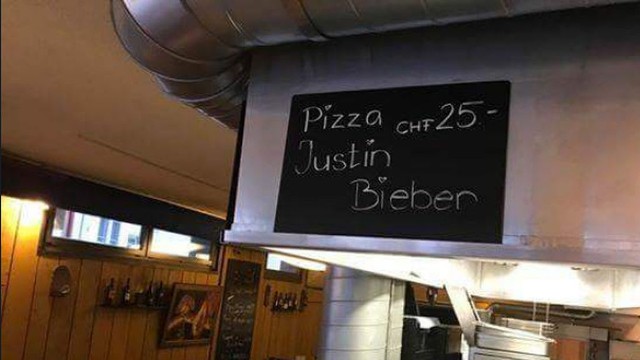 Pizza CHF 25.-
Justin
Bieber